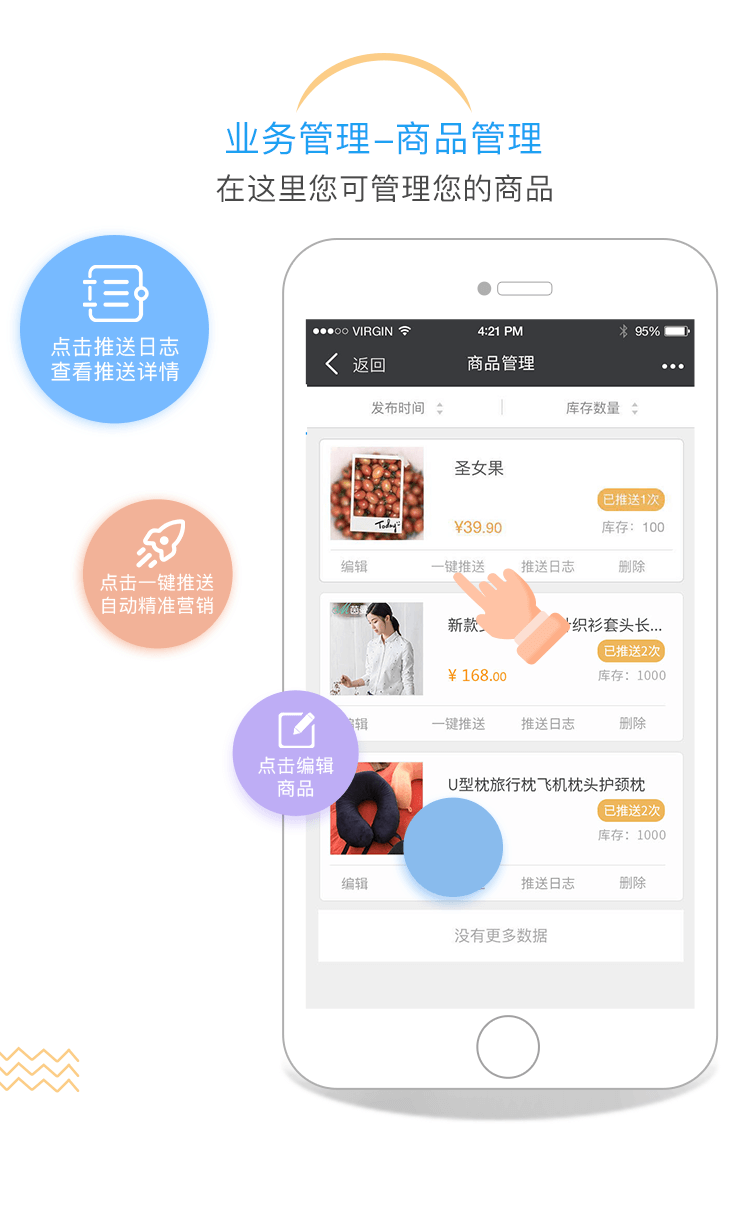 业务管理-商品管理
在这里您可管理您的商品
点击推送日志
查看推送详情
点击一键推送
自动精准营销
点击编辑
商品
VIRGIN 4:21 PM 95%
返回 商品管理
发布时间 库存数量
圣女果
已推送1次
¥39.90 库存：100
Today
编辑 一键推送 推送日志 删除
新款 织衫套头长...
已推送2次
¥ 168.00 库存：1000
辑 一键推送 推送日志 删除
U型枕旅行枕飞机枕头护颈枕
已推送2次
库存：1000
编辑 推送日志 删除
没有更多数据